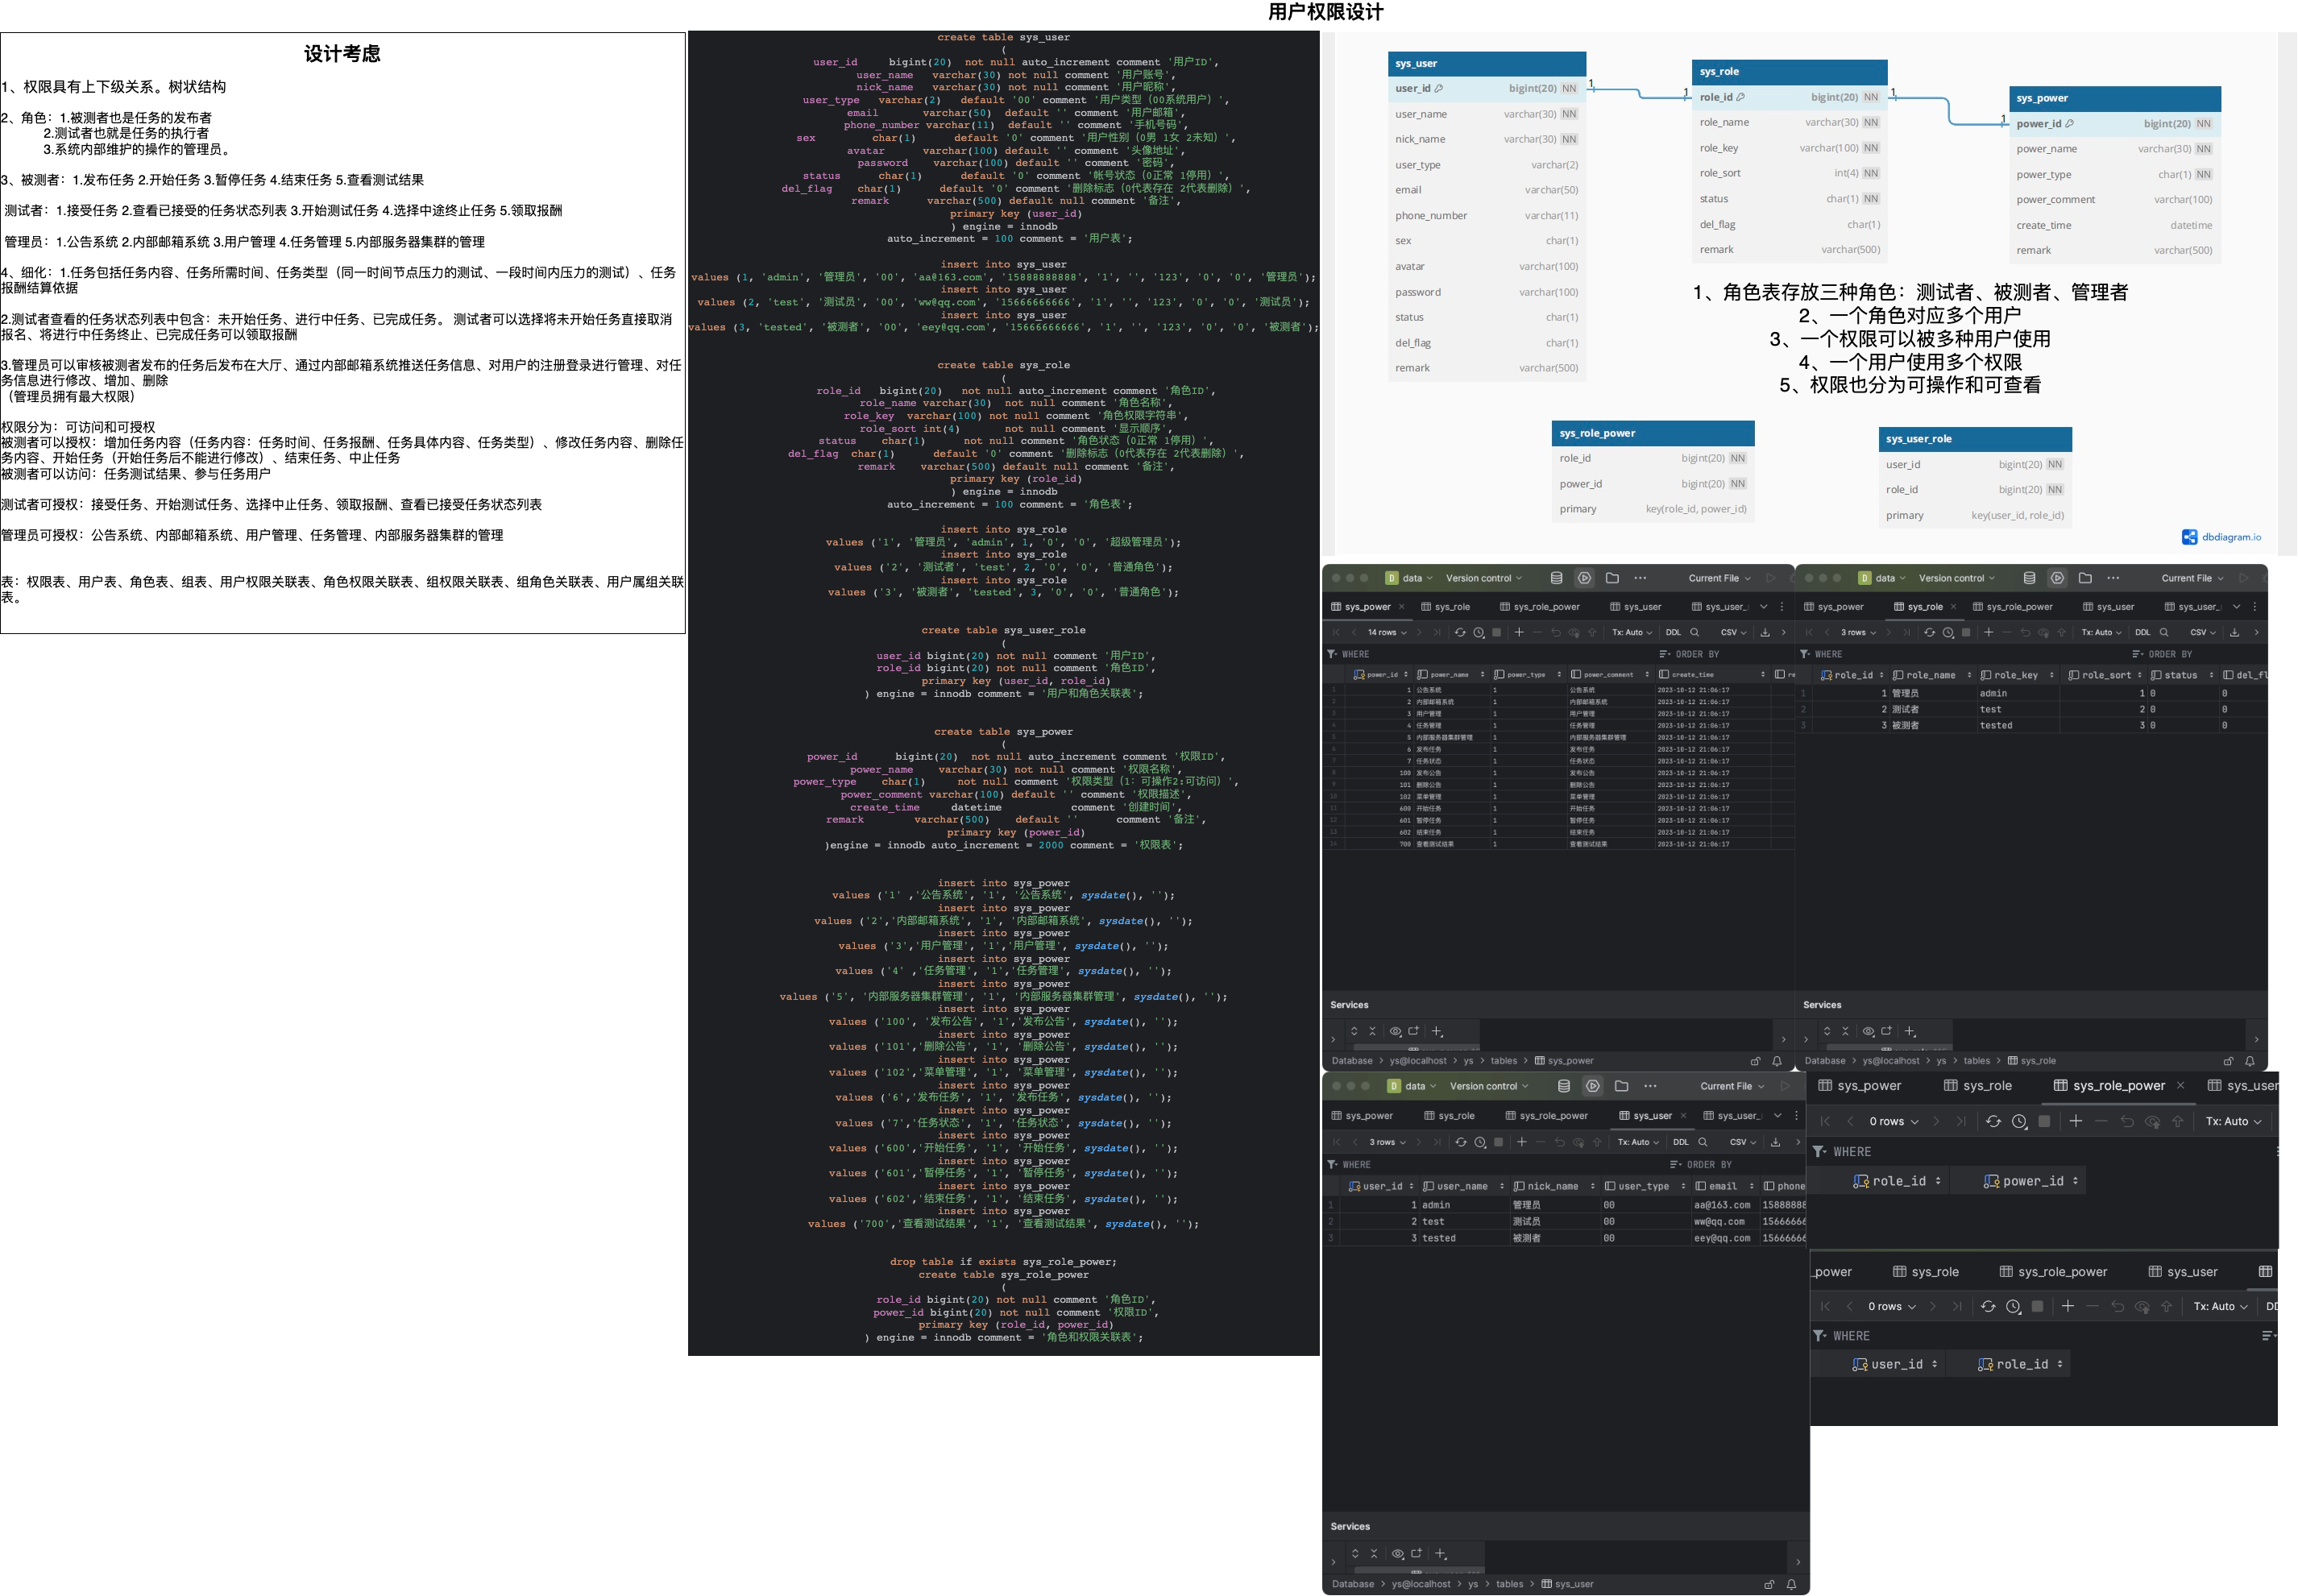 用户权限设计
设计考虑
1、权限具有上下级关系。树状结构
2、角色：1.被测者也是任务的发布者
2.测试者也就是任务的执行者
3.系统内部维护的操作的管理员。
3、被测者：1.发布任务 2.开始任务 3.暂停任务 4.结束任务 5.查看测试结果
测试者：1.接受任务 2.查看已接受的任务状态列表 3.开始测试任务 4.选择中途终止任务 5.领取报酬
管理员：1.公告系统 2.内部邮箱系统 3.用户管理 4.任务管理 5.内部服务器集群的管理
4、细化：1.任务包括任务内容、任务所需时间、任务类型（同一时间节点压力的测试、一段时间内压力的测试）、任务
报酬结算依据
2.测试者查看的任务状态列表中包含：未开始任务、进行中任务、已完成任务。 测试者可以选择将未开始任务直接取消
报名、将进行中任务终止、已完成任务可以领取报酬
3.管理员可以审核被测者发布的任务后发布在大厅、通过内部邮箱系统推送任务信息、对用户的注册登录进行管理、对任
务信息进行修改、增加、删除
（管理员拥有最大权限）
权限分为：可访问和可授权
被测者可以授权：增加任务内容（任务内容：任务时间、任务报酬、任务具体内容、任务类型）、修改任务内容、删除任
务内容、开始任务（开始任务后不能进行修改）、结束任务、中止任务
被测者可以访问：任务测试结果、参与任务用户
测试者可授权：接受任务、开始测试任务、选择中止任务、领取报酬、查看已接受任务状态列表
管理员可授权：公告系统、内部邮箱系统、用户管理、任务管理、内部服务器集群的管理
表：权限表、用户表、角色表、组表、用户权限关联表、角色权限关联表、组权限关联表、组角色关联表、用户属组关联
表。
create table sys_user
(
user_id bigint(20) not null auto_increment comment '用户ID',
user_name varchar(30) not null comment '用户账号',
nick_name varchar(30) not null comment '用户昵称',
user_type varchar(2) default '00' comment '用户类型（00系统用户）',
email varchar(50) default '' comment '用户邮箱',
phone_number varchar(11) default '' comment '手机号码',
sex char(1) default '0' comment '用户性别（0男 1女 2未知）',
avatar varchar(100) default '' comment '头像地址',
password varchar(100) default '' comment '密码',
status char(1) default '0' comment '帐号状态（0正常 1停用）',
del_flag char(1) default '0' comment '删除标志（0代表存在 2代表删除）',
remark varchar(500) default null comment '备注',
primary key (user_id)
) engine = innodb
auto_increment = 100 comment = '用户表';
insert into sys_user
values (1, 'admin', '管理员', '00', 'aa@163.com', '15888888888', '1', '', '123', '0', '0', '管理员');
insert into sys_user
values (2, 'test', '测试员', '00', 'ww@qq.com', '15666666666', '1', '', '123', '0', '0', '测试员');
insert into sys_user
values (3, 'tested', '被测者', '00', 'eey@qq.com', '15666666666', '1', '', '123', '0', '0', '被测者');
create table sys_role
(
role_id bigint(20) not null auto_increment comment '角色ID',
role_name varchar(30) not null comment '角色名称',
role_key varchar(100) not null comment '角色权限字符串',
role_sort int(4) not null comment '显示顺序',
status char(1) not null comment '角色状态（0正常 1停用）',
del_flag char(1) default '0' comment '删除标志（0代表存在 2代表删除）',
remark varchar(500) default null comment '备注',
primary key (role_id)
) engine = innodb
auto_increment = 100 comment = '角色表';
insert into sys_role
values ('1', '管理员', 'admin', 1, '0', '0', '超级管理员');
insert into sys_role
values ('2', '测试者', 'test', 2, '0', '0', '普通角色');
insert into sys_role
values ('3', '被测者', 'tested', 3, '0', '0', '普通角色');
create table sys_user_role
(
user_id bigint(20) not null comment '用户ID',
role_id bigint(20) not null comment '角色ID',
primary key (user_id, role_id)
) engine = innodb comment = '用户和角色关联表';
create table sys_power
(
power_id bigint(20) not null auto_increment comment '权限ID',
power_name varchar(30) not null comment '权限名称',
power_type char(1) not null comment '权限类型（1：可操作2:可访问）',
power_comment varchar(100) default '' comment '权限描述',
create_time datetime comment '创建时间',
remark varchar(500) default '' comment '备注',
primary key (power_id)
)engine = innodb auto_increment = 2000 comment = '权限表';
insert into sys_power
values ('1' ,'公告系统', '1', '公告系统', sysdate(), '');
insert into sys_power
values ('2','内部邮箱系统', '1', '内部邮箱系统', sysdate(), '');
insert into sys_power
values ('3','用户管理', '1','用户管理', sysdate(), '');
insert into sys_power
values ('4' ,'任务管理', '1','任务管理', sysdate(), '');
insert into sys_power
values ('5', '内部服务器集群管理', '1', '内部服务器集群管理', sysdate(), '');
insert into sys_power
values ('100', '发布公告', '1','发布公告', sysdate(), '');
insert into sys_power
values ('101','删除公告', '1', '删除公告', sysdate(), '');
insert into sys_power
values ('102','菜单管理', '1', '菜单管理', sysdate(), '');
insert into sys_power
values ('6','发布任务', '1', '发布任务', sysdate(), '');
insert into sys_power
values ('7','任务状态', '1', '任务状态', sysdate(), '');
insert into sys_power
values ('600','开始任务', '1', '开始任务', sysdate(), '');
insert into sys_power
values ('601','暂停任务', '1', '暂停任务', sysdate(), '');
insert into sys_power
values ('602','结束任务', '1', '结束任务', sysdate(), '');
insert into sys_power
values ('700','查看测试结果', '1', '查看测试结果', sysdate(), '');
drop table if exists sys_role_power;
create table sys_role_power
(
role_id bigint(20) not null comment '角色ID',
power_id bigint(20) not null comment '权限ID',
primary key (role_id, power_id)
) engine = innodb comment = '角色和权限关联表';
sys_user
user_id bigint(20) NN
user_name varchar(30) NN
nick_name varchar(30) NN
user_type varchar(2)
email varchar(50)
phone_number varchar(11)
sex char(1)
avatar varchar(100)
password varchar(100)
status char(1)
del_flag char(1)
remark varchar(500)
1
1
sys_role
role_id bigint(20) NN
role_name varchar(30) NN
role_key varchar(100) NN
role_sort int(4) NN
status char(1) NN
del_flag char(1)
remark varchar(500)
1
1
sys_power
power_id bigint(20) NN
power_name varchar(30) NN
power_type char(1) NN
power_comment varchar(100)
create_time datetime
remark varchar(500)
1、角色表存放三种角色：测试者、被测者、管理者
2、一个角色对应多个用户
3、一个权限可以被多种用户使用
4、一个用户使用多个权限
5、权限也分为可操作和可查看
sys_role_power
role_id bigint(20) NN
power_id bigint(20) NN
primary key(role_id, power_id)
sys_user_role
user_id bigint(20) NN
role_id bigint(20) NN
primary key(user_id, role_id)
dbdiagram.io
D data Version control Current File
sys_power sys_role sys_role_power sys_user sys_user_
14 rows Tx: Auto DDL CSV
WHERE ORDER BY
power_id power_name power_type power_comment create_time re
1 1 公告系统 1 公告系统 2023-10-12 21:06:17
2 2 内部邮箱系统 1 内部邮箱系统 2023-10-12 21:06:17
3 3 用户管理 1 用户管理 2023-10-12 21:06:17
4 4 任务管理 1 任务管理 2023-10-12 21:06:17
5 5 内部服务器集群管理 1 内部服务器集群管理 2023-10-12 21:06:17
6 6 发布任务 1 发布任务 2023-10-12 21:06:17
7 7 任务状态 1 任务状态 2023-10-12 21:06:17
8 100 发布公告 1 发布公告 2023-10-12 21:06:17
9 101 删除公告 1 删除公告 2023-10-12 21:06:17
10 102 菜单管理 1 菜单管理 2023-10-12 21:06:17
11 600 开始任务 1 开始任务 2023-10-12 21:06:17
12 601 暂停任务 1 暂停任务 2023-10-12 21:06:17
13 602 结束任务 1 结束任务 2023-10-12 21:06:17
14 700 查看测试结果 1 查看测试结果 2023-10-12 21:06:17
Services
Database ys@localhost ys tables sys_power
D data Version control Current File
sys_power sys_role sys_role_power sys_user sys_user_
3 rows Tx: Auto DDL CSV
WHERE ORDER BY
role_id role_name role_key role_sort status del_fl
1 1 管理员 admin 1 0 0
2 2 测试者 test 2 0 0
3 3 被测者 tested 3 0 0
Services
Database ys@localhost ys tables sys_role
D data Version control Current File
sys_power sys_role sys_role_power sys_user sys_user_
3 rows Tx: Auto DDL CSV
WHERE ORDER BY
user_id user_name nick_name user_type email phone
1 1 admin 管理员 00 aa@163.com 15888888
2 2 test 测试员 00 ww@qq.com 15666666
3 3 tested 被测者 00 eey@qq.com 15666666
Services
Database ys@localhost ys tables sys_user
sys_power sys_role sys_role_power sys_user
0 rows Tx: Auto
WHERE
role_id power_id
_power sys_role sys_role_power sys_user
0 rows Tx: Auto DD
WHERE
user_id role_id